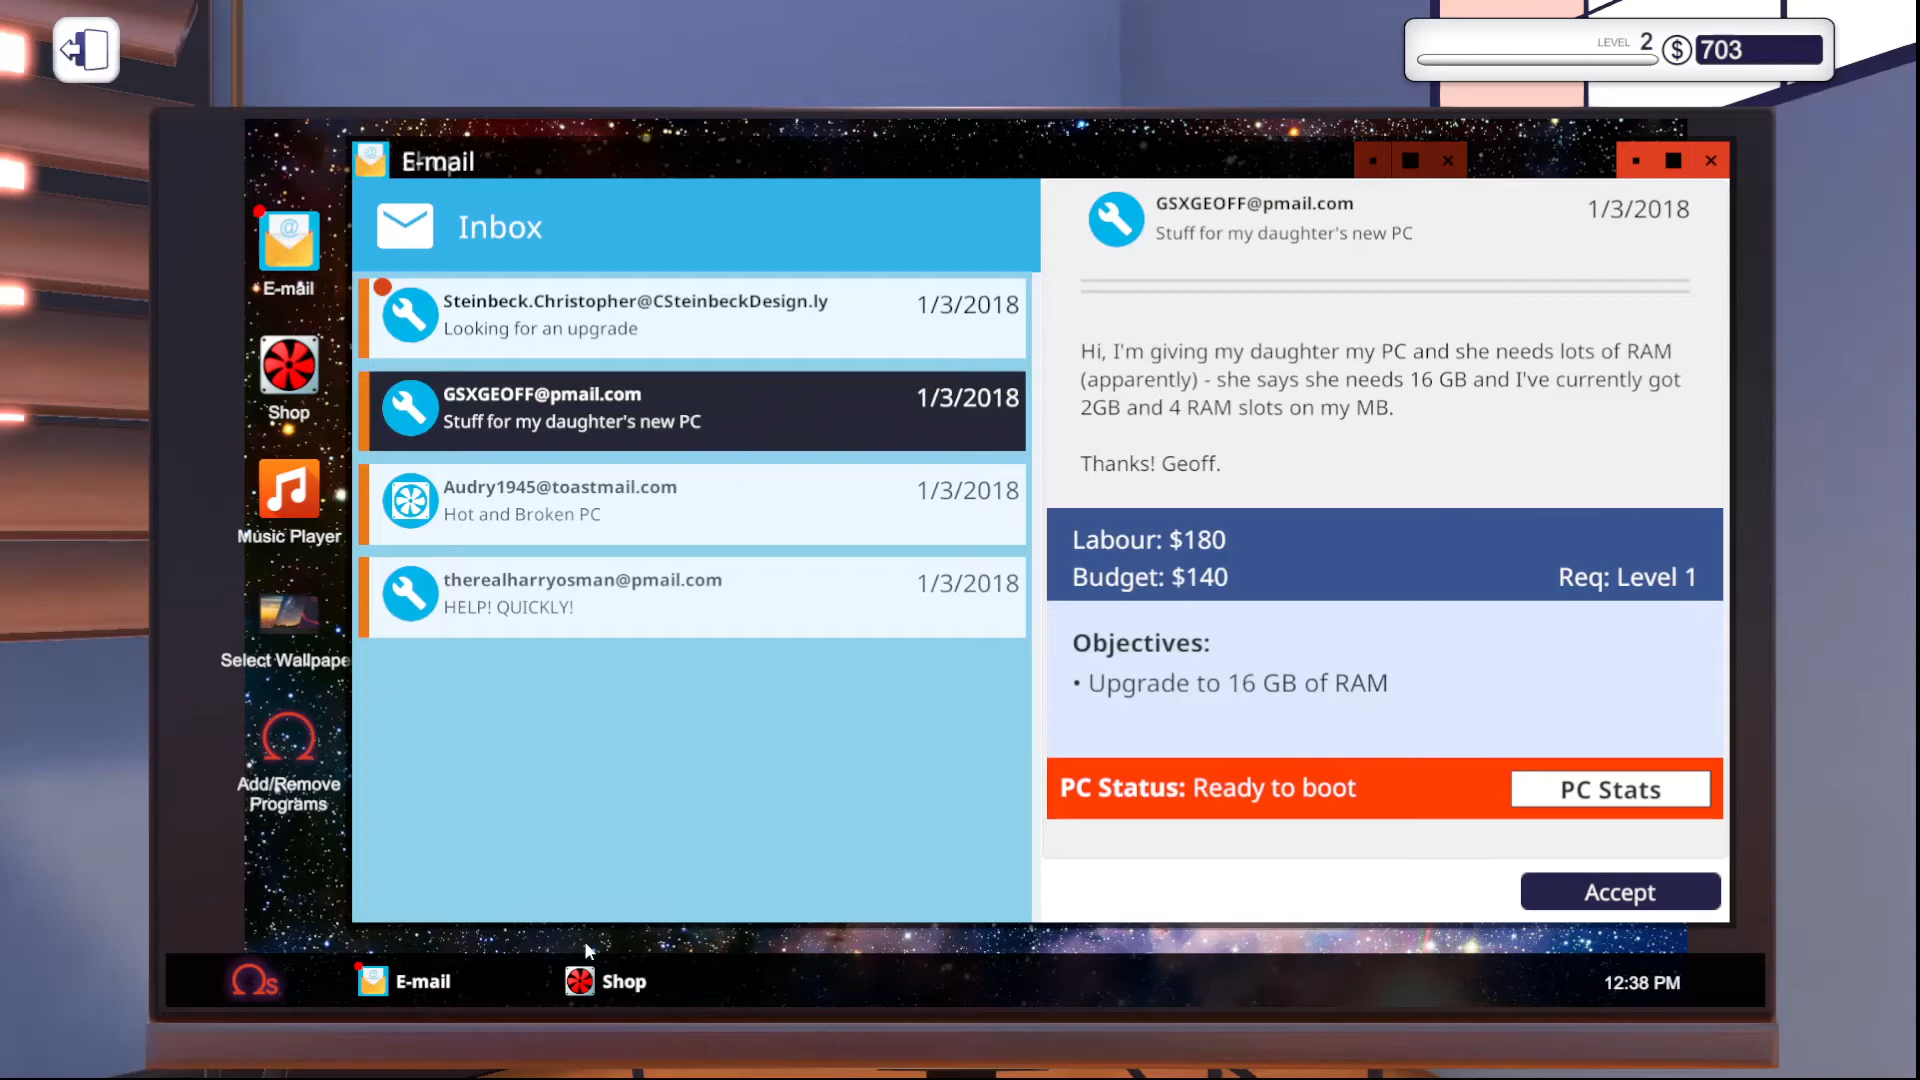 LEVEL 2 $ 703
E-mail
Inbox
Steinbeck.Christopher@CSteinbeckDesign.ly 1/3/2018
Looking for an upgrade
GSXGEOFF@pmail.com 1/3/2018
Stuff for my daughter's new PC
Audry1945@toastmail.com 1/3/2018
Hot and Broken PC
therealharryosman@pmail.com 1/3/2018
HELP! QUICKLY!
GSXGEOFF@pmail.com 1/3/2018
Stuff for my daughter's new PC
Hi, I'm giving my daughter my PC and she needs lots of RAM
(apparently) - she says she needs 16 GB and I've currently got
2GB and 4 RAM slots on my MB.
Thanks! Geoff.
Labour: $180
Budget: $140 Req: Level 1
Objectives:
• Upgrade to 16 GB of RAM
PC Status: Ready to boot PC Stats
Accept
E-mail
Shop
Music Player
Select Wallpape
Add/Remove
Programs
Ωs E-mail Shop 12:38 PM